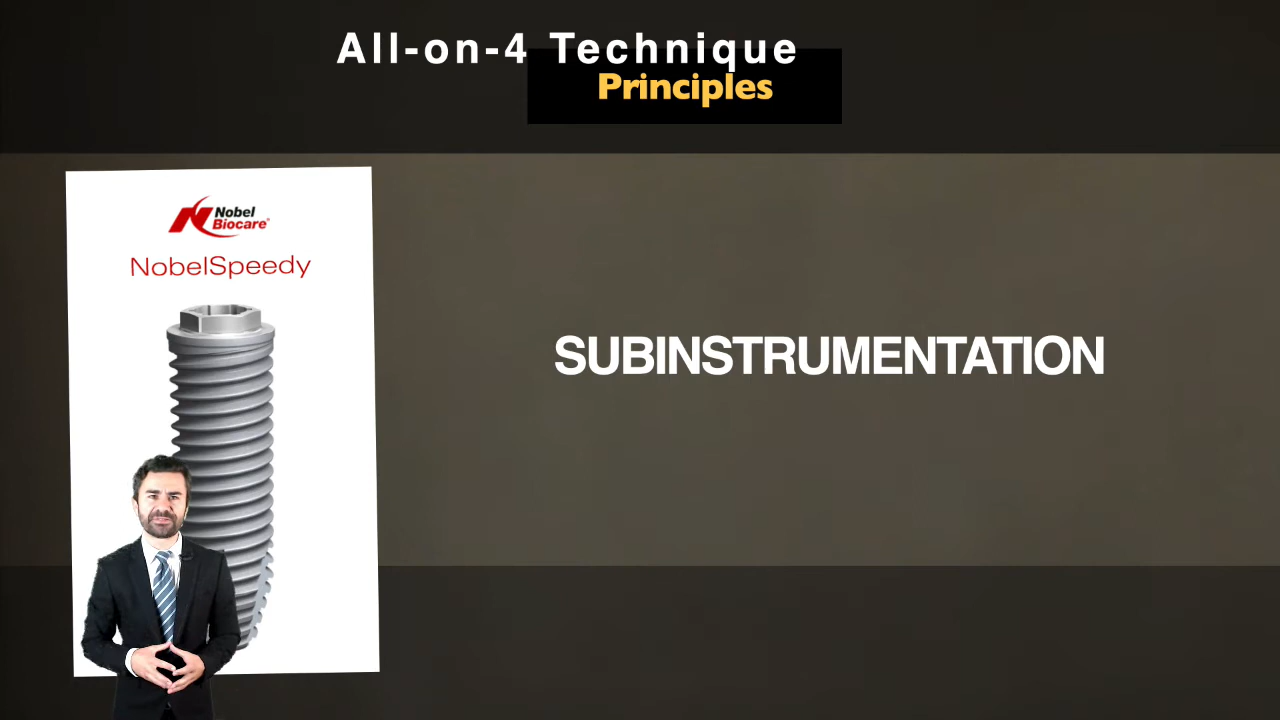 All-on-4 Technique
Principles
Nobel
Biocare
NobelSpeedy
SUBINSTRUMENTATION